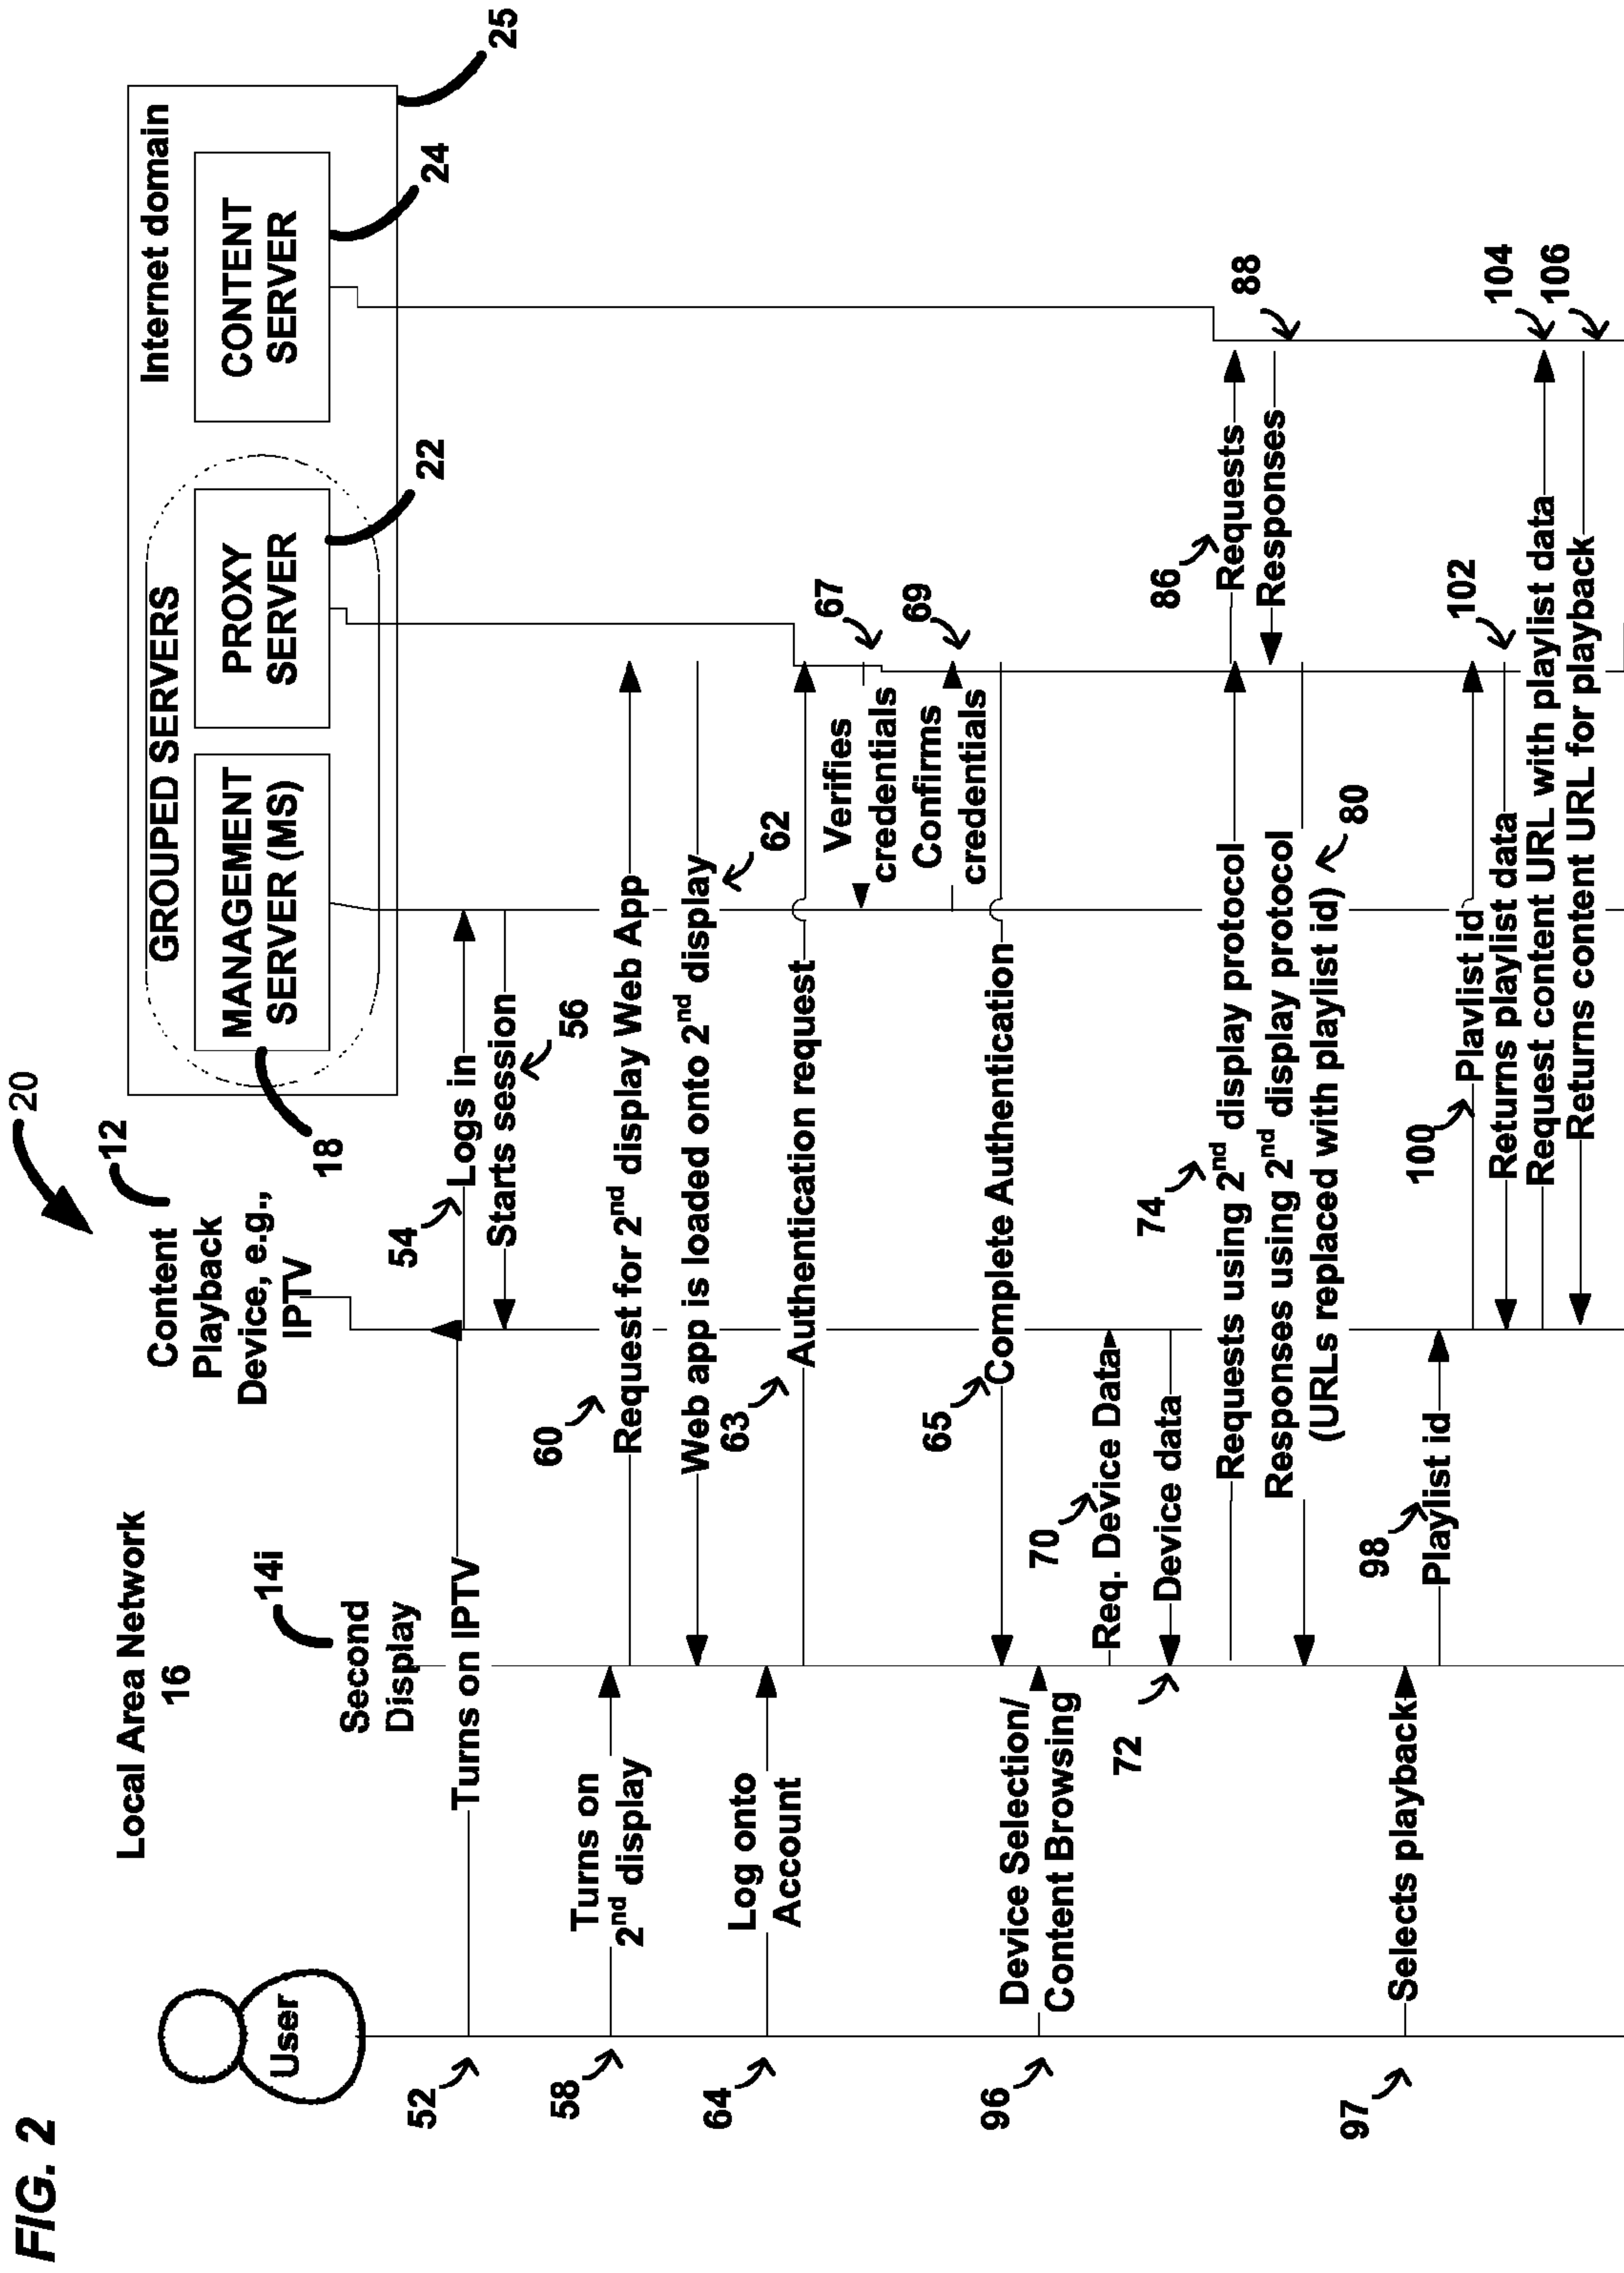 FIG. 2
20
Local Area Network
16
Content
Playback
Device, e.g.,
IPTV
12
Internet domain
25
GROUPED SERVERS
MANAGEMENT
SERVER (MS)
18
PROXY
SERVER
22
CONTENT
SERVER
24
User
Second
Display
14i
52
Turns on IPTV
54
Logs in
Starts session
56
58
Turns on
2nd display
60
Request for 2nd display Web App
Web app is loaded onto 2nd display
62
64
Log onto
Account
63
Authentication request
67
Verifies
credentials
Confirms
credentials
69
65
Complete Authentication
96
Device Selection/
Content Browsing
70
Req. Device Data
Device data
72
74
Requests using 2nd display protocol
86
Requests
Responses
88
Responses using 2nd display protocol
(URLs replaced with playlist id)
80
97
Selects playback
98
Playlist id
100
Playlist id
102
Returns playlist data
Request content URL with playlist data
104
Returns content URL for playback
106